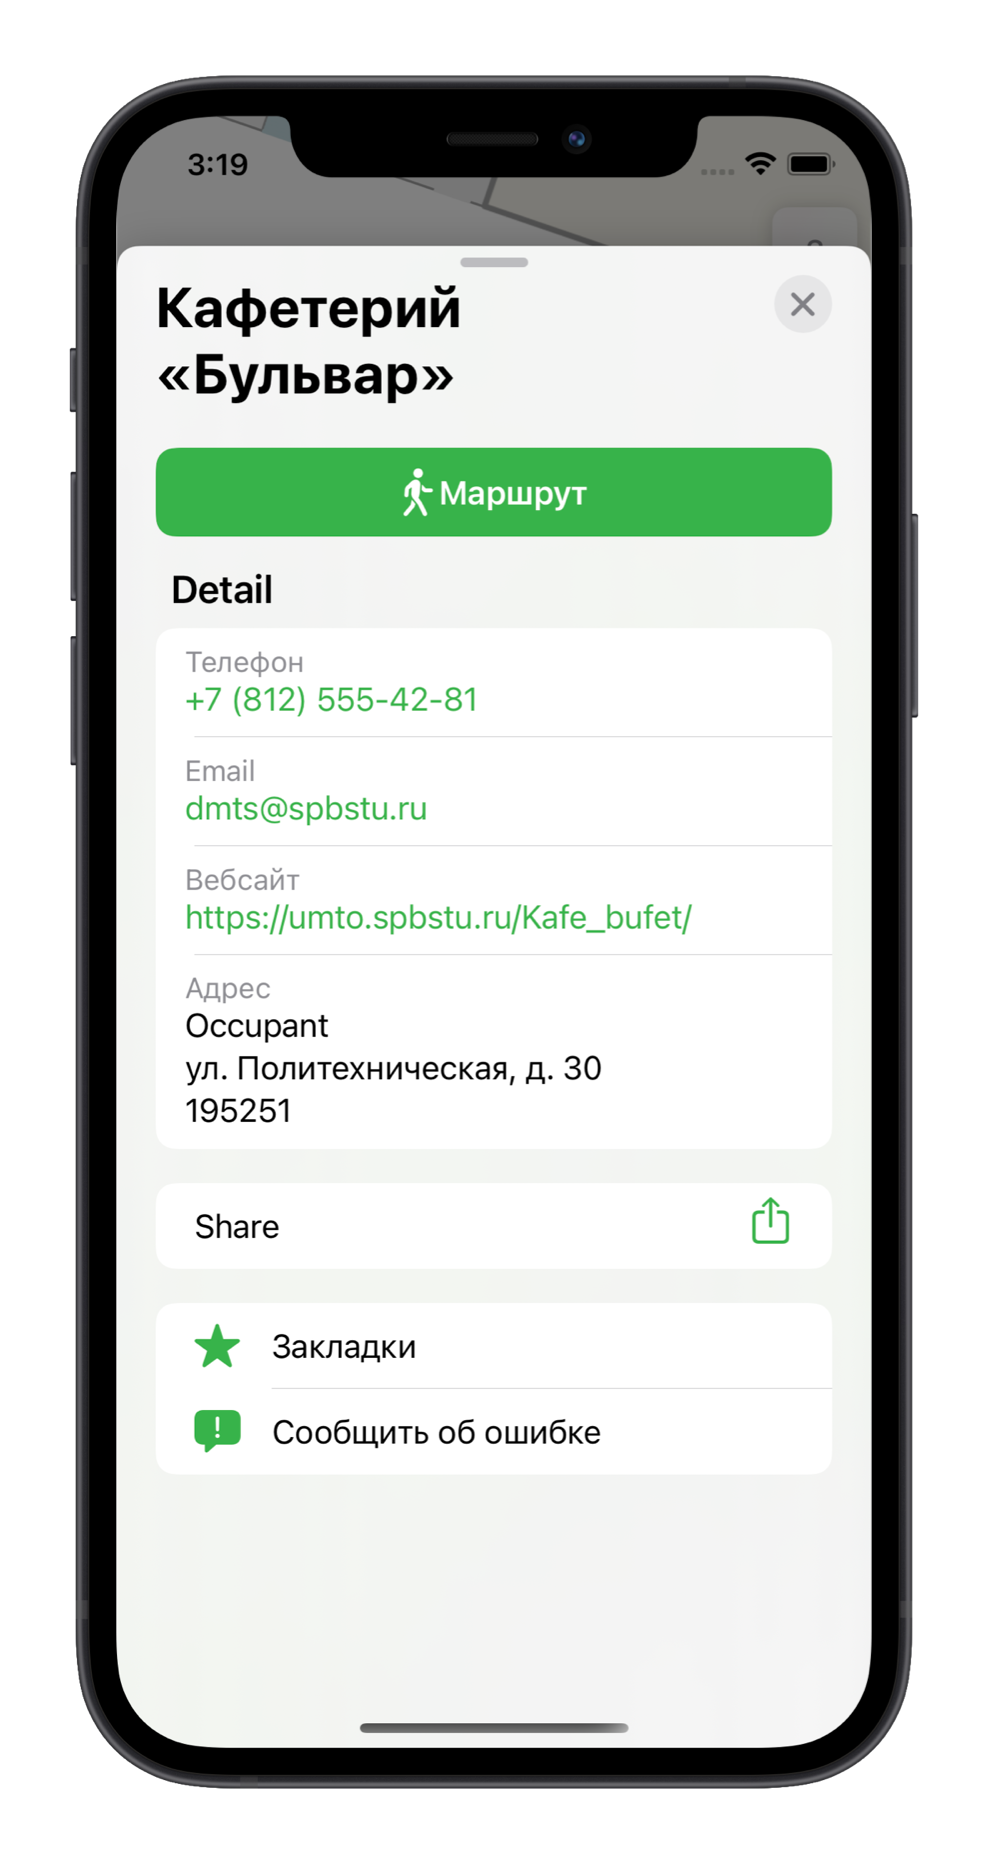 3:19
Кафетерий
«Бульвар»
Маршрут
Detail
Телефон
+7 (812) 555-42-81
Email
dmts@spbstu.ru
Вебсайт
https://umto.spbstu.ru/Kafe_bufet/
Адрес
Occupant
ул. Политехническая, д. 30
195251
Share
Закладки
Сообщить об ошибке